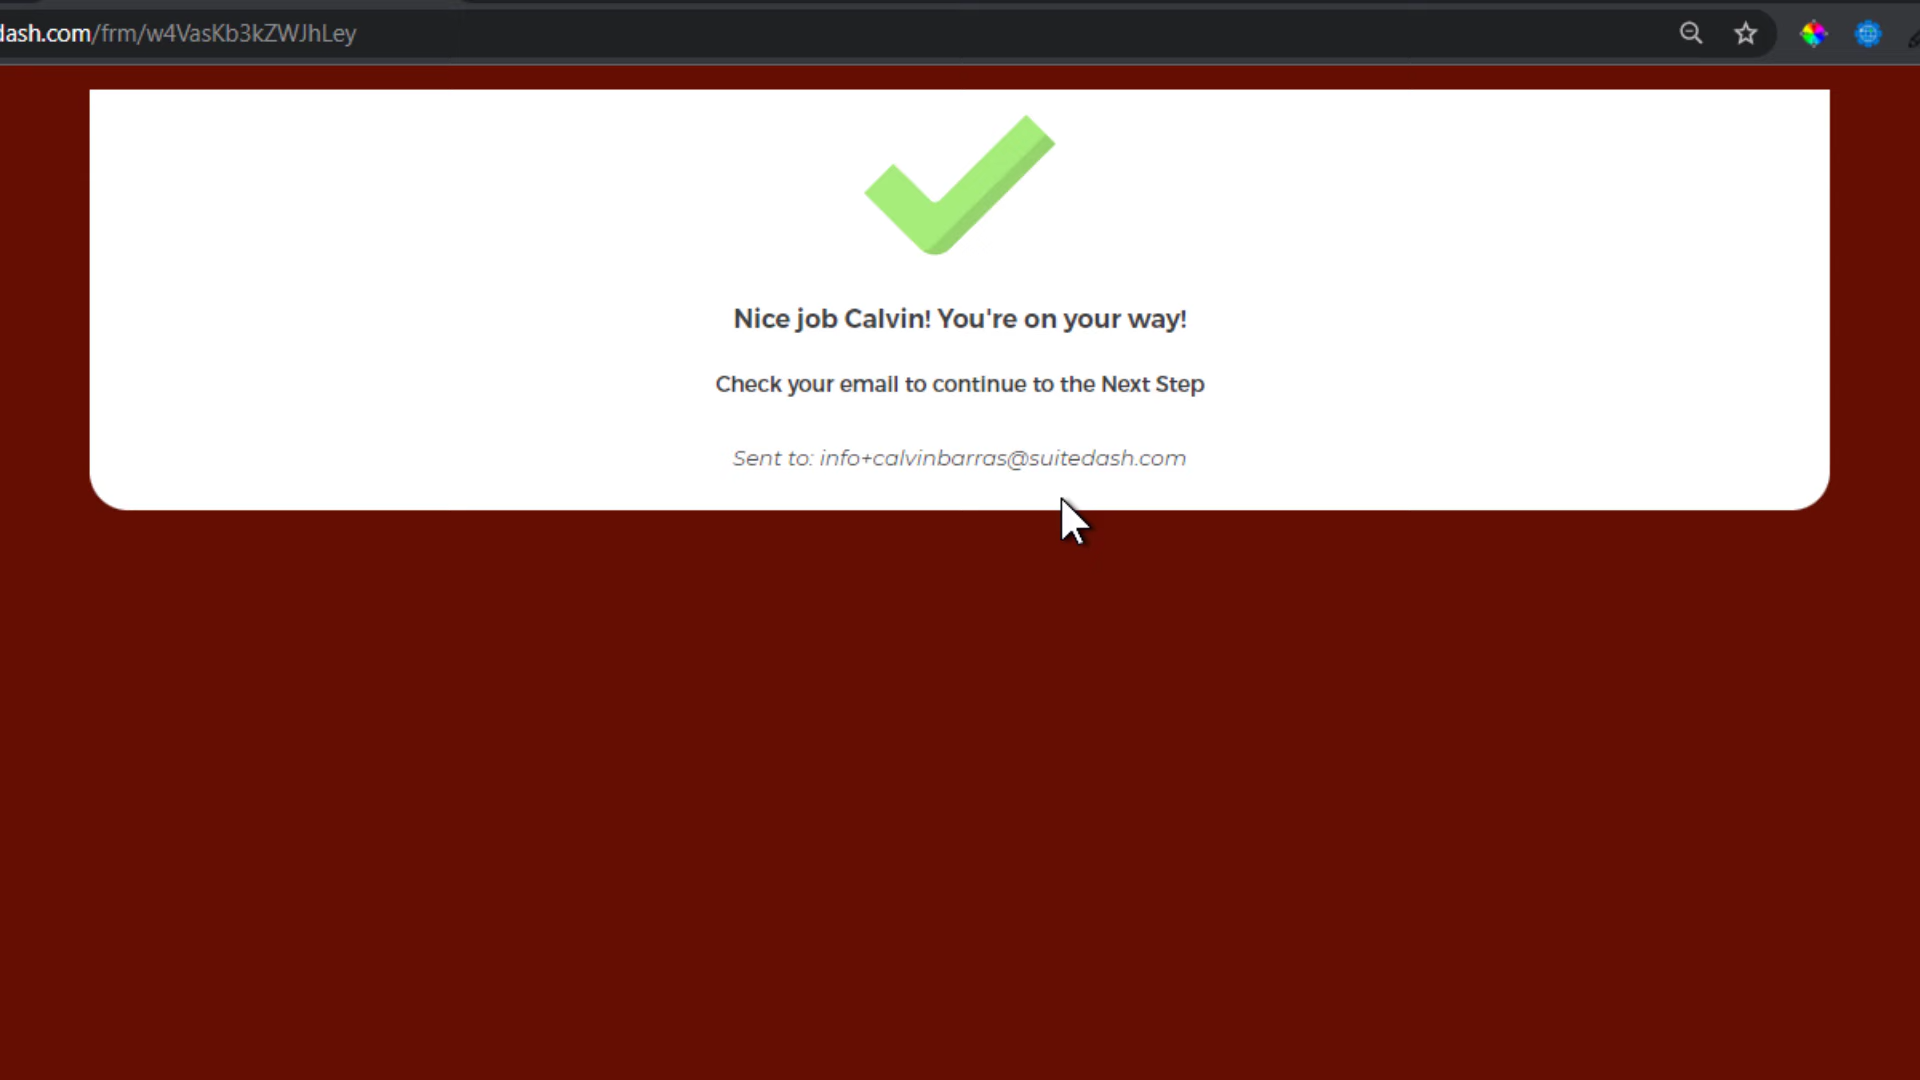 dash.com/frm/w4VasKb3kZWJhLey
Nice job Calvin! You're on your way!
Check your email to continue to the Next Step
Sent to: info+calvinbarras@suitedash.com